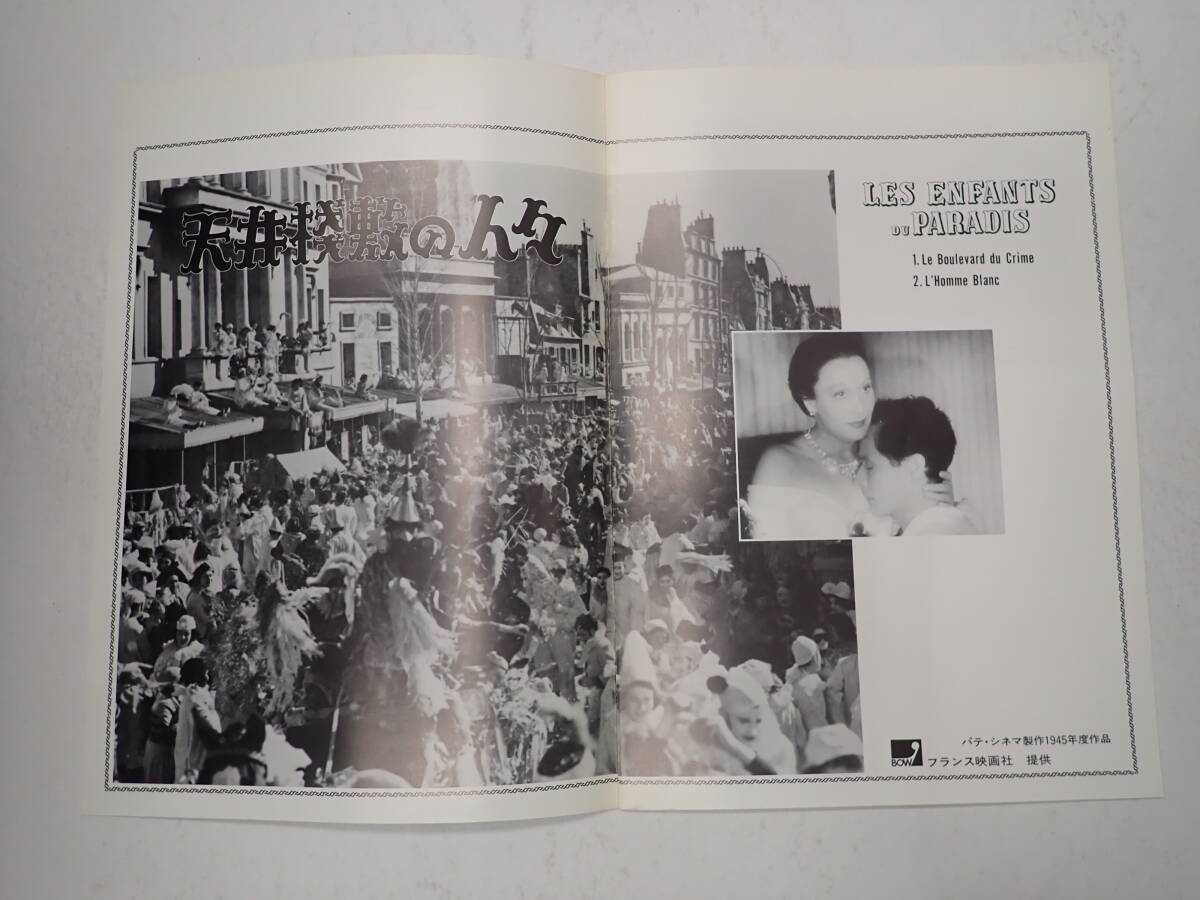 天井棧敷の人々
LES ENFANTS
DU PARADIS
1. Le Boulevard du Crime
2. L'Homme Blanc
パテ・シネマ製作1945年度作品
BOW フランス映画社 提供